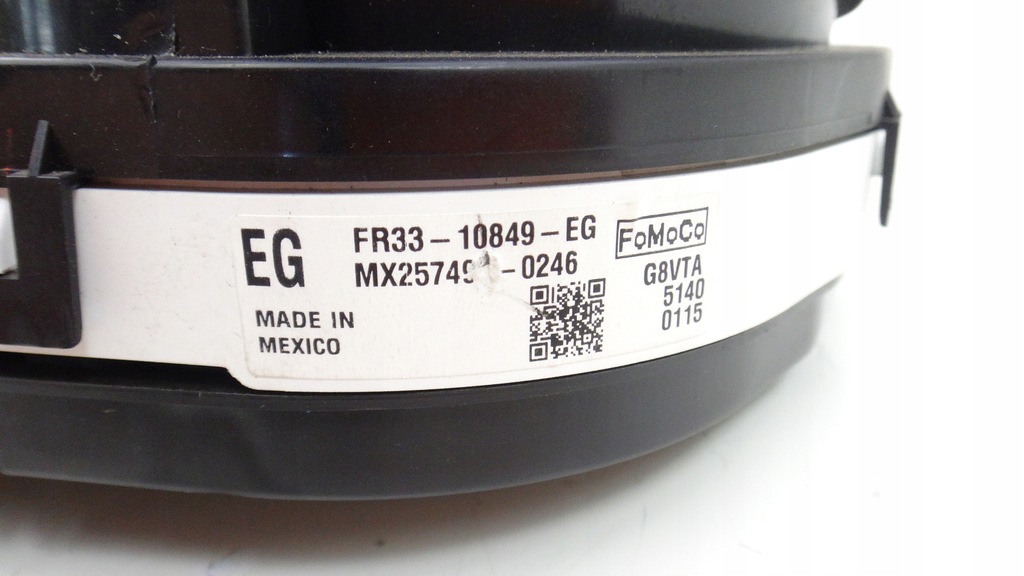 EG
FR33-10849-EG
FoMoCo
-0246
G8VTA
5140
0115
MADE IN
MEXICO